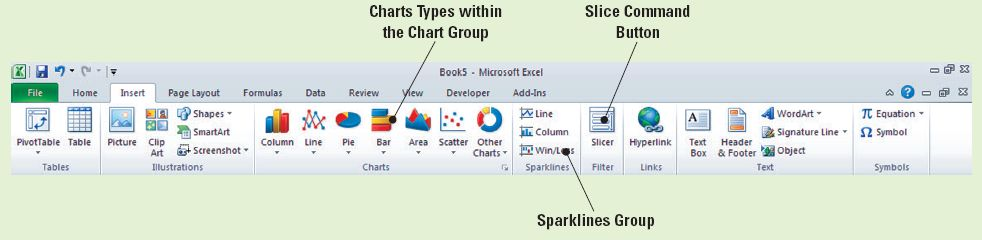 Charts Types within
the Chart Group
Slice Command
Button
Book5 - Microsoft Excel
File Home Insert Page Layout Formulas Data Review View Developer Add-Ins
PivotTable Table Picture Clip Art Shapes SmartArt Screenshot
Column Line Pie Bar Area Scatter Other Charts
Line Column Win/Loss
Slicer Hyperlink Text Box Header & Footer WordArt Signature Line Object
Equation Symbol
Tables Illustrations Charts Sparklines Filter Links Text Symbols
Sparklines Group